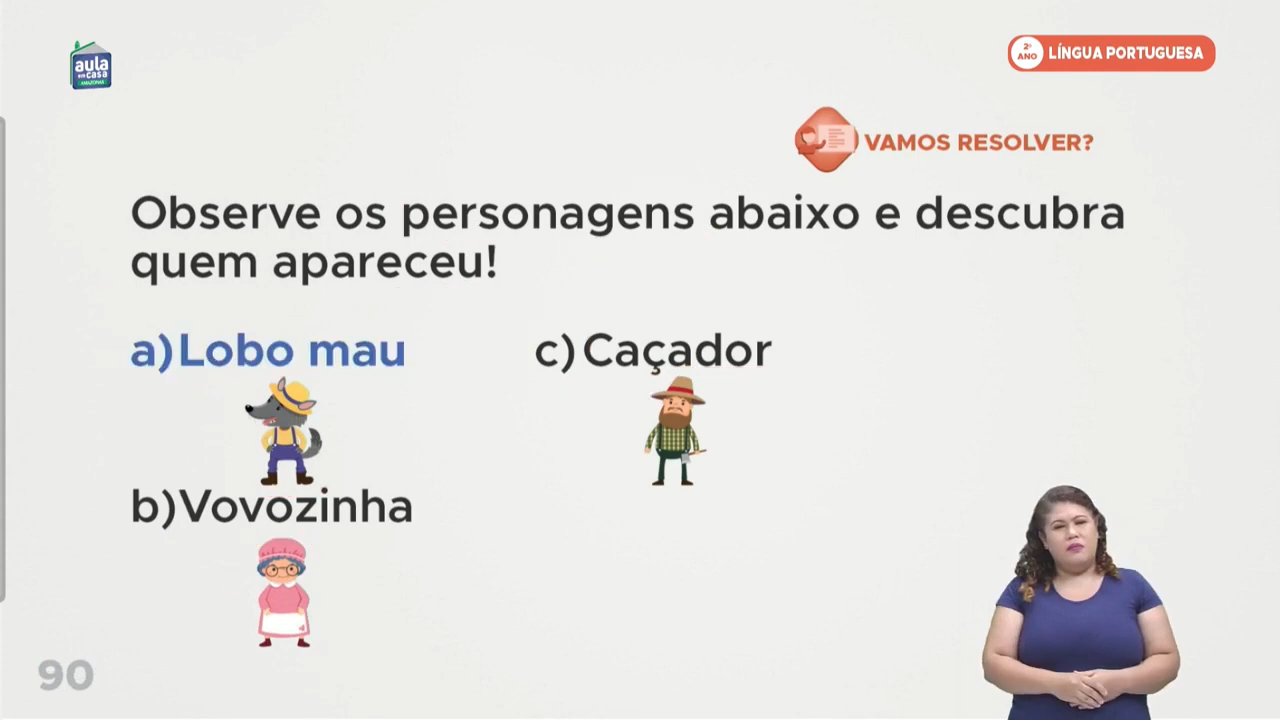 aula
em casa
AMAZONAS
2º
ANO
LÍNGUA PORTUGUESA
VAMOS RESOLVER?
Observe os personagens abaixo e descubra
quem apareceu!
a) Lobo mau
c) Caçador
b) Vovozinha
90